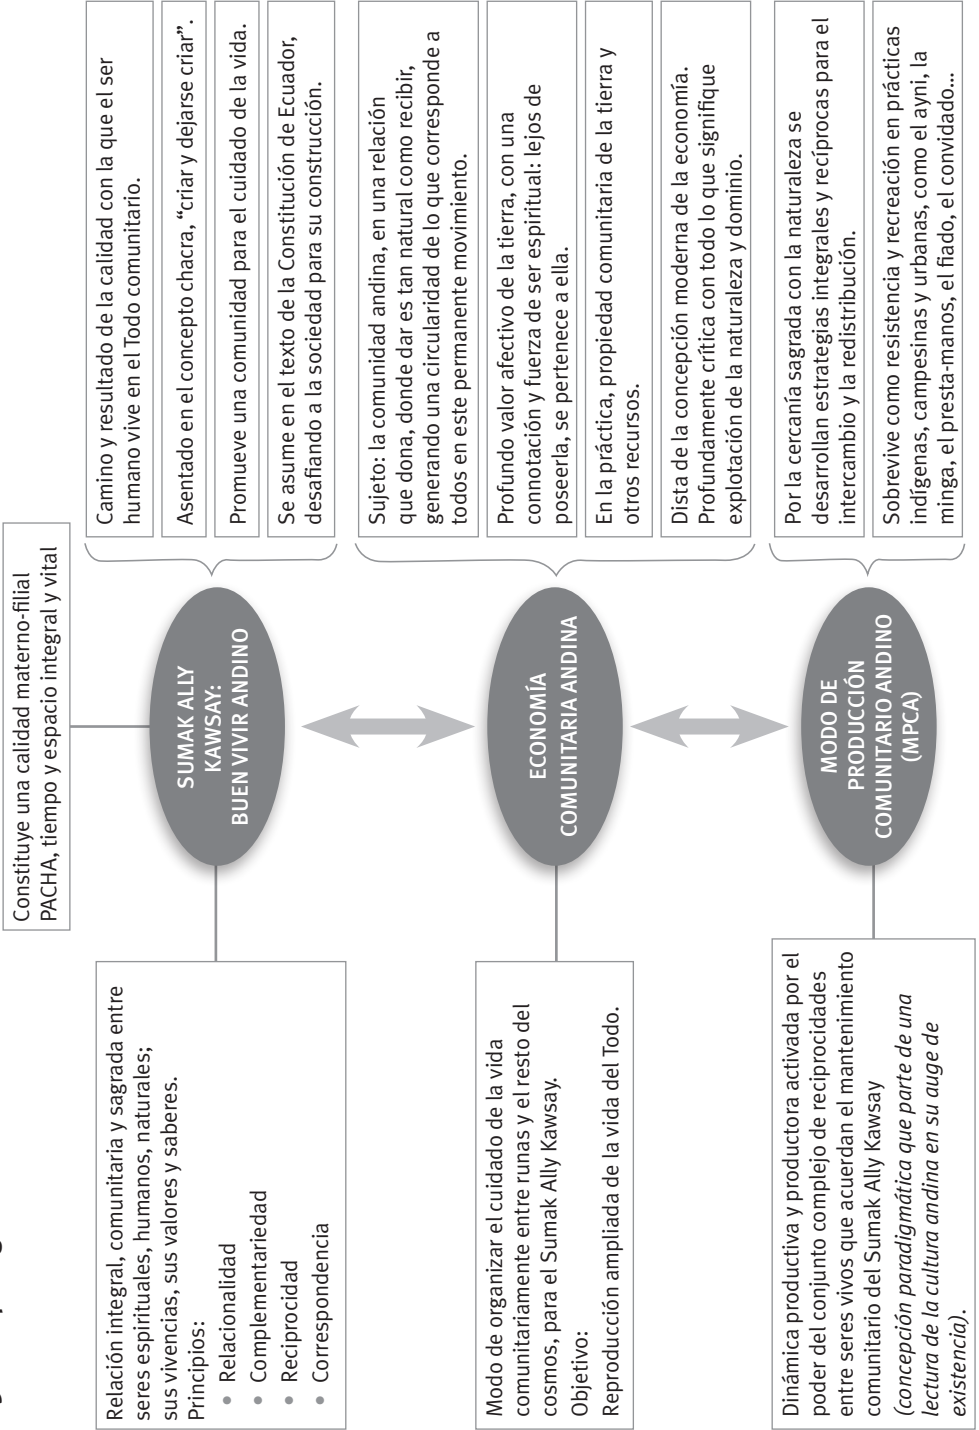 Constituye una calidad materno-filial
PACHA, tiempo y espacio integral y vital
Relación integral, comunitaria y sagrada entre
seres espirituales, humanos, naturales;
sus vivencias, sus valores y saberes.
Principios:
• Relacionalidad
• Complementariedad
• Reciprocidad
• Correspondencia
SUMAK ALLY
KAWSAY:
BUEN VIVIR ANDINO
Camino y resultado de la calidad con la que el ser
humano vive en el Todo comunitario.
Asentado en el concepto chacra, “criar y dejarse criar”.
Promueve una comunidad para el cuidado de la vida.
Se asume en el texto de la Constitución de Ecuador,
desafiando a la sociedad para su construcción.
Modo de organizar el cuidado de la vida
comunitariamente entre runas y el resto del
cosmos, para el Sumak Ally Kawsay.
Objetivo:
Reproducción ampliada de la vida del Todo.
ECONOMÍA
COMUNITARIA ANDINA
Sujeto: la comunidad andina, en una relación
que dona, donde dar es tan natural como recibir,
generando una circularidad de lo que corresponde a
todos en este permanente movimiento.
Profundo valor afectivo de la tierra, con una
connotación y fuerza de ser espiritual: lejos de
poseerla, se pertenece a ella.
En la práctica, propiedad comunitaria de la tierra y
otros recursos.
Dista de la concepción moderna de la economía.
Profundamente crítica con todo lo que signifique
explotación de la naturaleza y dominio.
Dinámica productiva y productora activada por el
poder del conjunto complejo de reciprocidades
entre seres vivos que acuerdan el mantenimiento
comunitario del Sumak Ally Kawsay
(concepción paradigmática que parte de una
lectura de la cultura andina en su auge de
existencia).
MODO DE
PRODUCCIÓN
COMUNITARIO ANDINO
(MPCA)
Por la cercanía sagrada con la naturaleza se
desarrollan estrategias integrales y recíprocas para el
intercambio y la redistribución.
Sobrevive como resistencia y recreación en prácticas
indígenas, campesinas y urbanas, como el ayni, la
minga, el presta-manos, el fiado, el convidado...